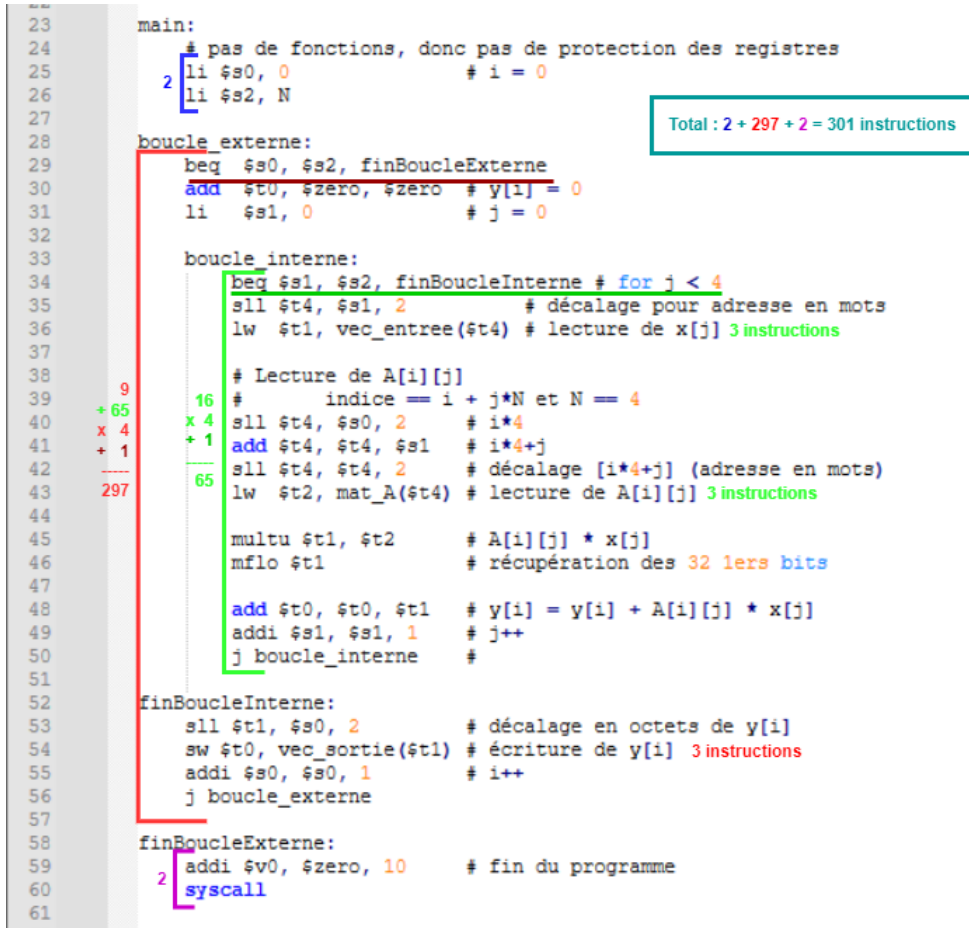 23 main:
24 # pas de fonctions, donc pas de protection des registres
25 li $s0, 0 # i = 0
2
26 li $s2, N
27 Total : 2 + 297 + 2 = 301 instructions
28 boucle_externe:
29 beq $s0, $s2, finBoucleExterne
30 add $t0, $zero, $zero # y[i] = 0
31 li $s1, 0 # j = 0
32
33 boucle_interne:
34 beq $s1, $s2, finBoucleInterne # for j < 4
35 sll $t4, $s1, 2 # décalage pour adresse en mots
36 lw $t1, vec_entree($t4) # lecture de x[j] 3 instructions
37
38 # Lecture de A[i][j]
39 # indice == i + j*N et N == 4
40 sll $t4, $s0, 2 # i*4
41 add $t4, $t4, $s1 # i*4+j
42 sll $t4, $t4, 2 # décalage [i*4+j] (adresse en mots)
43 lw $t2, mat_A($t4) # lecture de A[i][j] 3 instructions
9
+ 65
x 4
+ 1
-----
297
16
x 4
+ 1
-----
65
44
45 multu $t1, $t2 # A[i][j] * x[j]
46 mflo $t1 # récupération des 32 1ers bits
47
48 add $t0, $t0, $t1 # y[i] = y[i] + A[i][j] * x[j]
49 addi $s1, $s1, 1 # j++
50 j boucle_interne #
51
52 finBoucleInterne:
53 sll $t1, $s0, 2 # décalage en octets de y[i]
54 sw $t0, vec_sortie($t1) # écriture de y[i] 3 instructions
55 addi $s0, $s0, 1 # i++
56 j boucle_externe
57
58 finBoucleExterne:
59 addi $v0, $zero, 10 # fin du programme
2
60 syscall
61